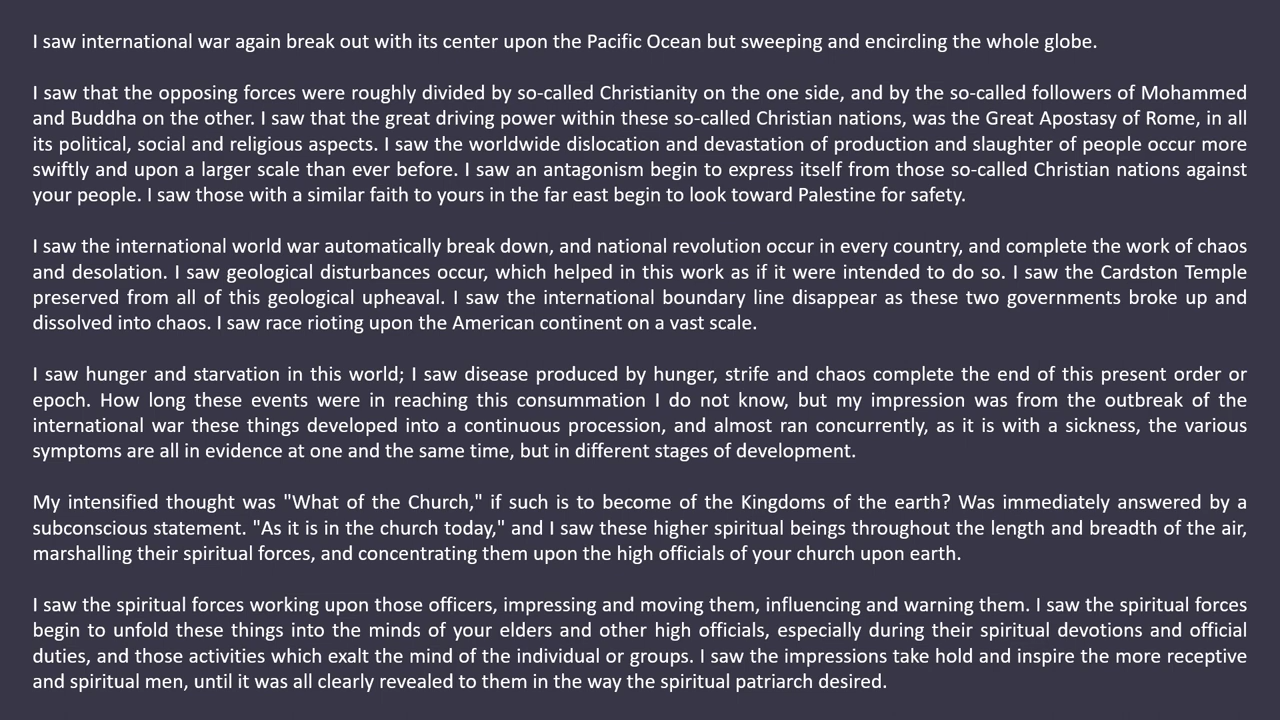 I saw international war again break out with its center upon the Pacific Ocean but sweeping and encircling the whole globe.
I saw that the opposing forces were roughly divided by so-called Christianity on the one side, and by the so-called followers of Mohammed
and Buddha on the other. I saw that the great driving power within these so-called Christian nations, was the Great Apostasy of Rome, in all
its political, social and religious aspects. I saw the worldwide dislocation and devastation of production and slaughter of people occur more
swiftly and upon a larger scale than ever before. I saw an antagonism begin to express itself from those so-called Christian nations against
your people. I saw those with a similar faith to yours in the far east begin to look toward Palestine for safety.
I saw the international world war automatically break down, and national revolution occur in every country, and complete the work of chaos
and desolation. I saw geological disturbances occur, which helped in this work as if it were intended to do so. I saw the Cardston Temple
preserved from all of this geological upheaval. I saw the international boundary line disappear as these two governments broke up and
dissolved into chaos. I saw race rioting upon the American continent on a vast scale.
I saw hunger and starvation in this world; I saw disease produced by hunger, strife and chaos complete the end of this present order or
epoch. How long these events were in reaching this consummation I do not know, but my impression was from the outbreak of the
international war these things developed into a continuous procession, and almost ran concurrently, as it is with a sickness, the various
symptoms are all in evidence at one and the same time, but in different stages of development.
My intensified thought was "What of the Church," if such is to become of the Kingdoms of the earth? Was immediately answered by a
subconscious statement. "As it is in the church today," and I saw these higher spiritual beings throughout the length and breadth of the air,
marshalling their spiritual forces, and concentrating them upon the high officials of your church upon earth.
I saw the spiritual forces working upon those officers, impressing and moving them, influencing and warning them. I saw the spiritual forces
begin to unfold these things into the minds of your elders and other high officials, especially during their spiritual devotions and official
duties, and those activities which exalt the mind of the individual or groups. I saw the impressions take hold and inspire the more receptive
and spiritual men, until it was all clearly revealed to them in the way the spiritual patriarch desired.